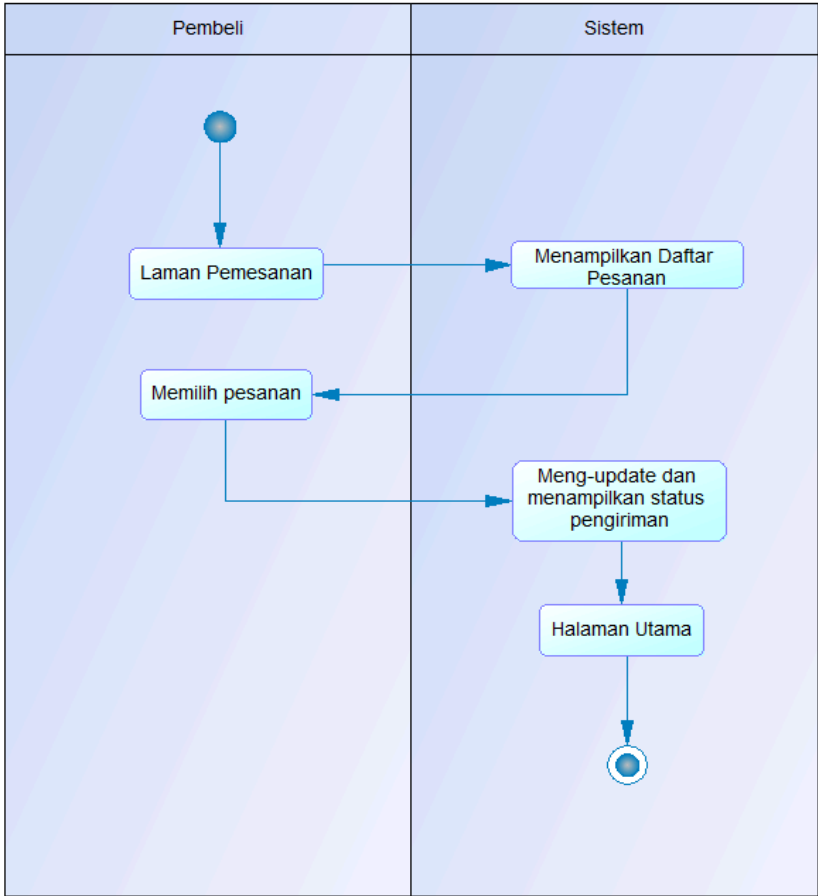 Pembeli
Sistem
Laman Pemesanan
Menampilkan Daftar
Pesanan
Memilih pesanan
Meng-update dan
menampilkan status
pengiriman
Halaman Utama